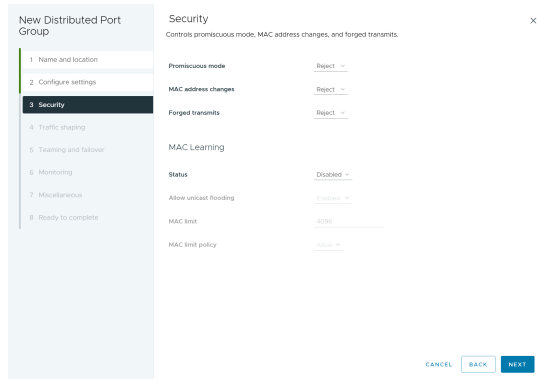 New Distributed Port
Group
1 Name and location
2 Configure settings
3 Security
4 Traffic shaping
5 Teaming and failover
6 Monitoring
7 Miscellaneous
8 Ready to complete
Security
Controls promiscuous mode, MAC address changes, and forged transmits.
Promiscuous mode Reject
MAC address changes Reject
Forged transmits Reject
MAC Learning
Status Disabled
Allow unicast flooding Enabled
MAC limit 4096
MAC limit policy Allow
CANCEL BACK NEXT